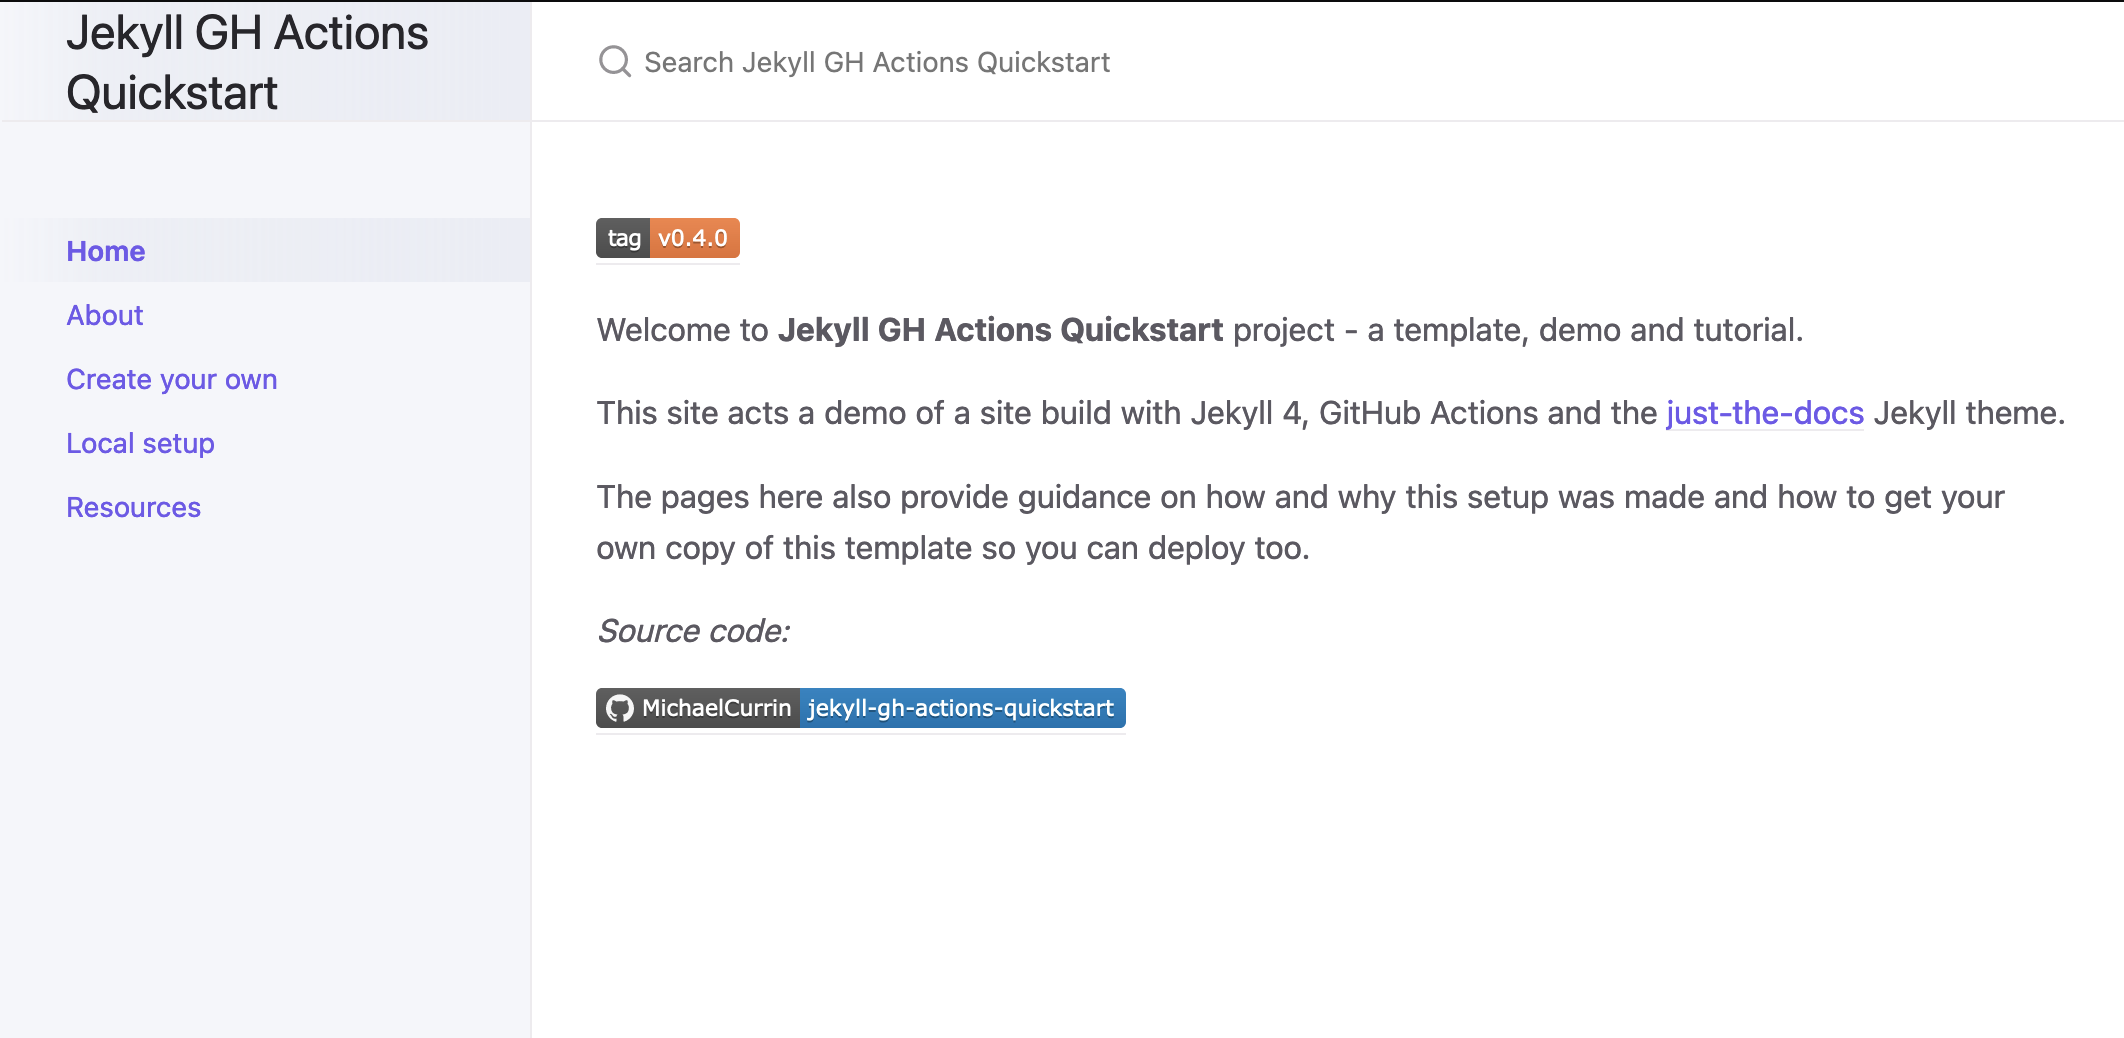 Jekyll GH Actions
Quickstart
Search Jekyll GH Actions Quickstart
Home
About
Create your own
Local setup
Resources
tag v0.4.0
Welcome to Jekyll GH Actions Quickstart project - a template, demo and tutorial.
This site acts a demo of a site build with Jekyll 4, GitHub Actions and the just-the-docs Jekyll theme.
The pages here also provide guidance on how and why this setup was made and how to get your
own copy of this template so you can deploy too.
Source code:
MichaelCurrin jekyll-gh-actions-quickstart